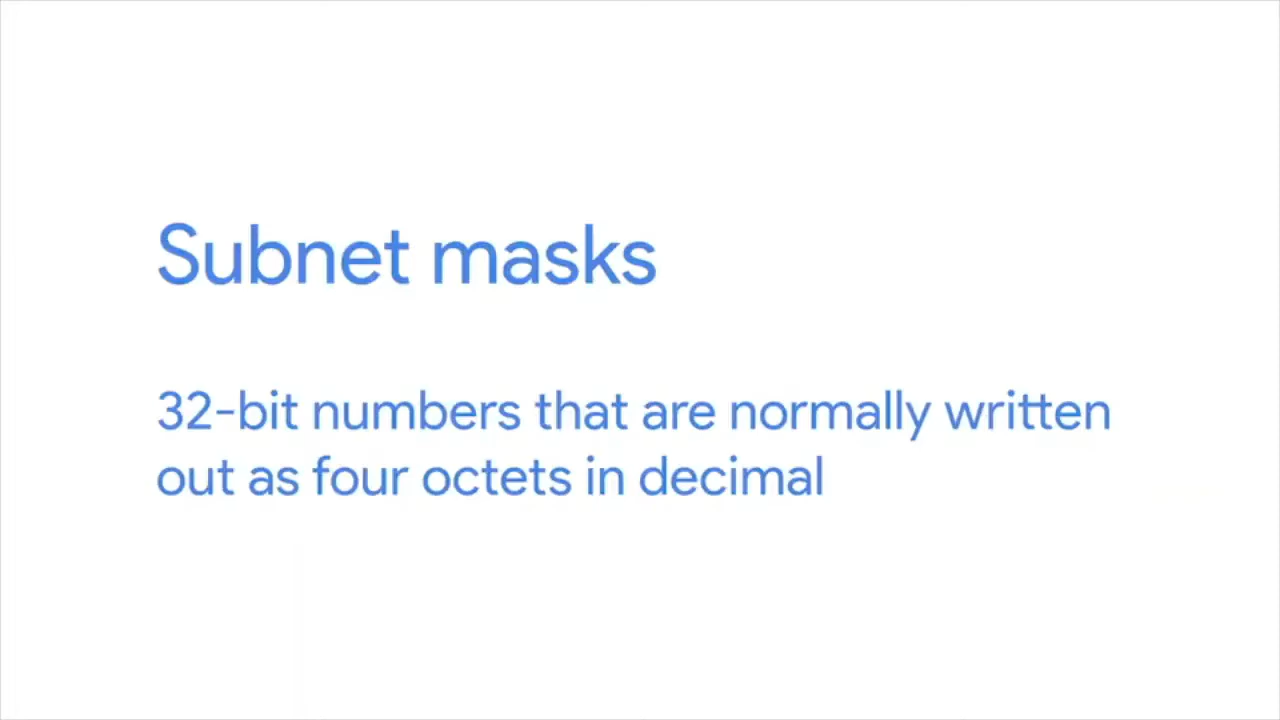 Subnet masks
32-bit numbers that are normally written
out as four octets in decimal